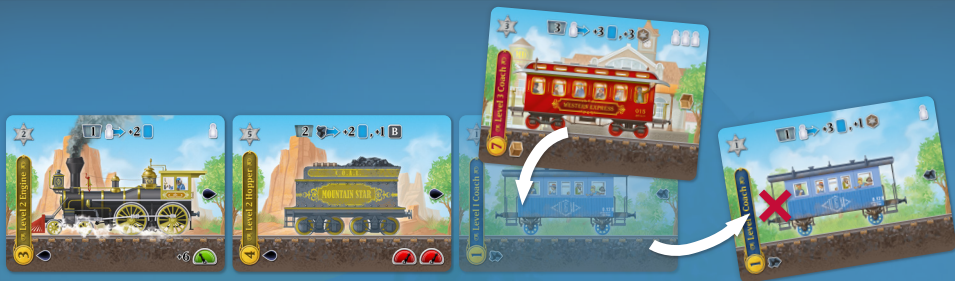 3
3 +3 , +3
Level 3 Coach
WESTERN EXPRESS
013
7
2
1 +2
Level 2 Engine
3
+6
5
2 +2 , +1 B
Level 2 Hopper
MOUNTAIN STAR
4
Level 1 Coach
1
1
1 +3 , +1
Level 1 Coach
1